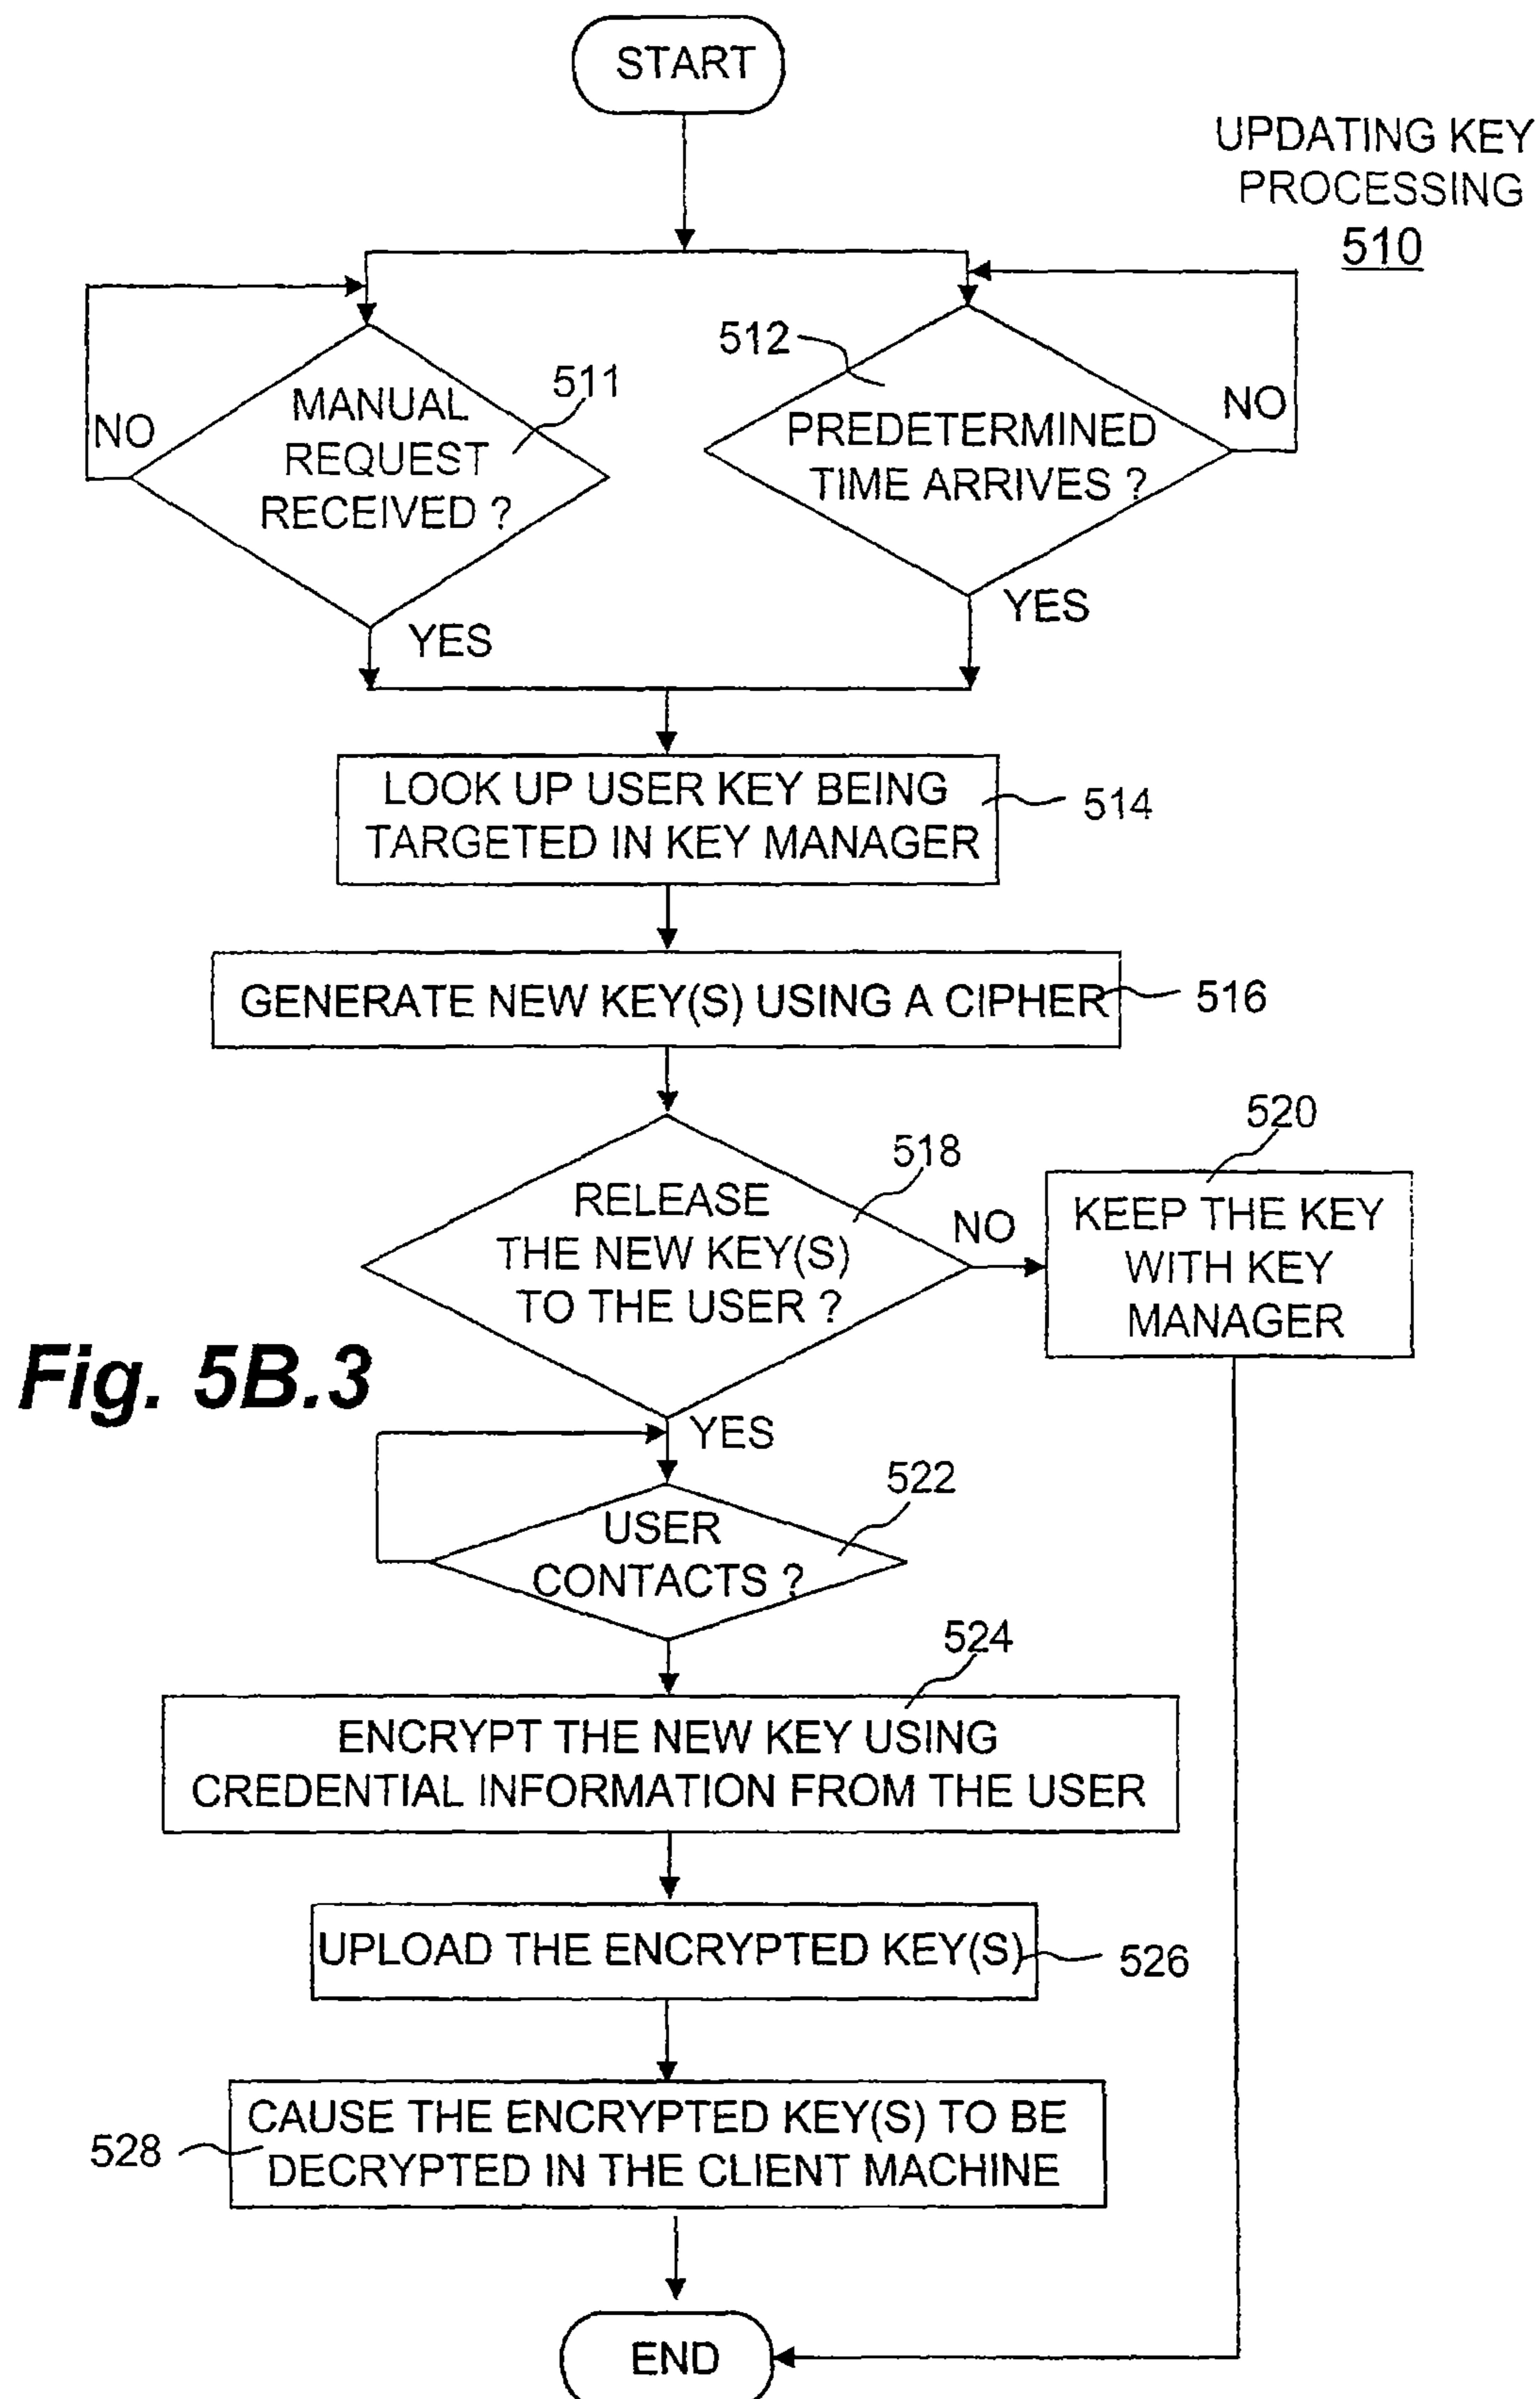 START
UPDATING KEY
PROCESSING
510
512
511
MANUAL
REQUEST
RECEIVED ?
NO
PREDETERMINED
TIME ARRIVES ?
NO
YES
YES
LOOK UP USER KEY BEING
TARGETED IN KEY MANAGER
514
GENERATE NEW KEY(S) USING A CIPHER
516
518
RELEASE
THE NEW KEY(S)
TO THE USER ?
NO
520
KEEP THE KEY
WITH KEY
MANAGER
Fig. 5B.3
YES
522
USER
CONTACTS ?
524
ENCRYPT THE NEW KEY USING
CREDENTIAL INFORMATION FROM THE USER
UPLOAD THE ENCRYPTED KEY(S)
526
CAUSE THE ENCRYPTED KEY(S) TO BE
DECRYPTED IN THE CLIENT MACHINE
528
END